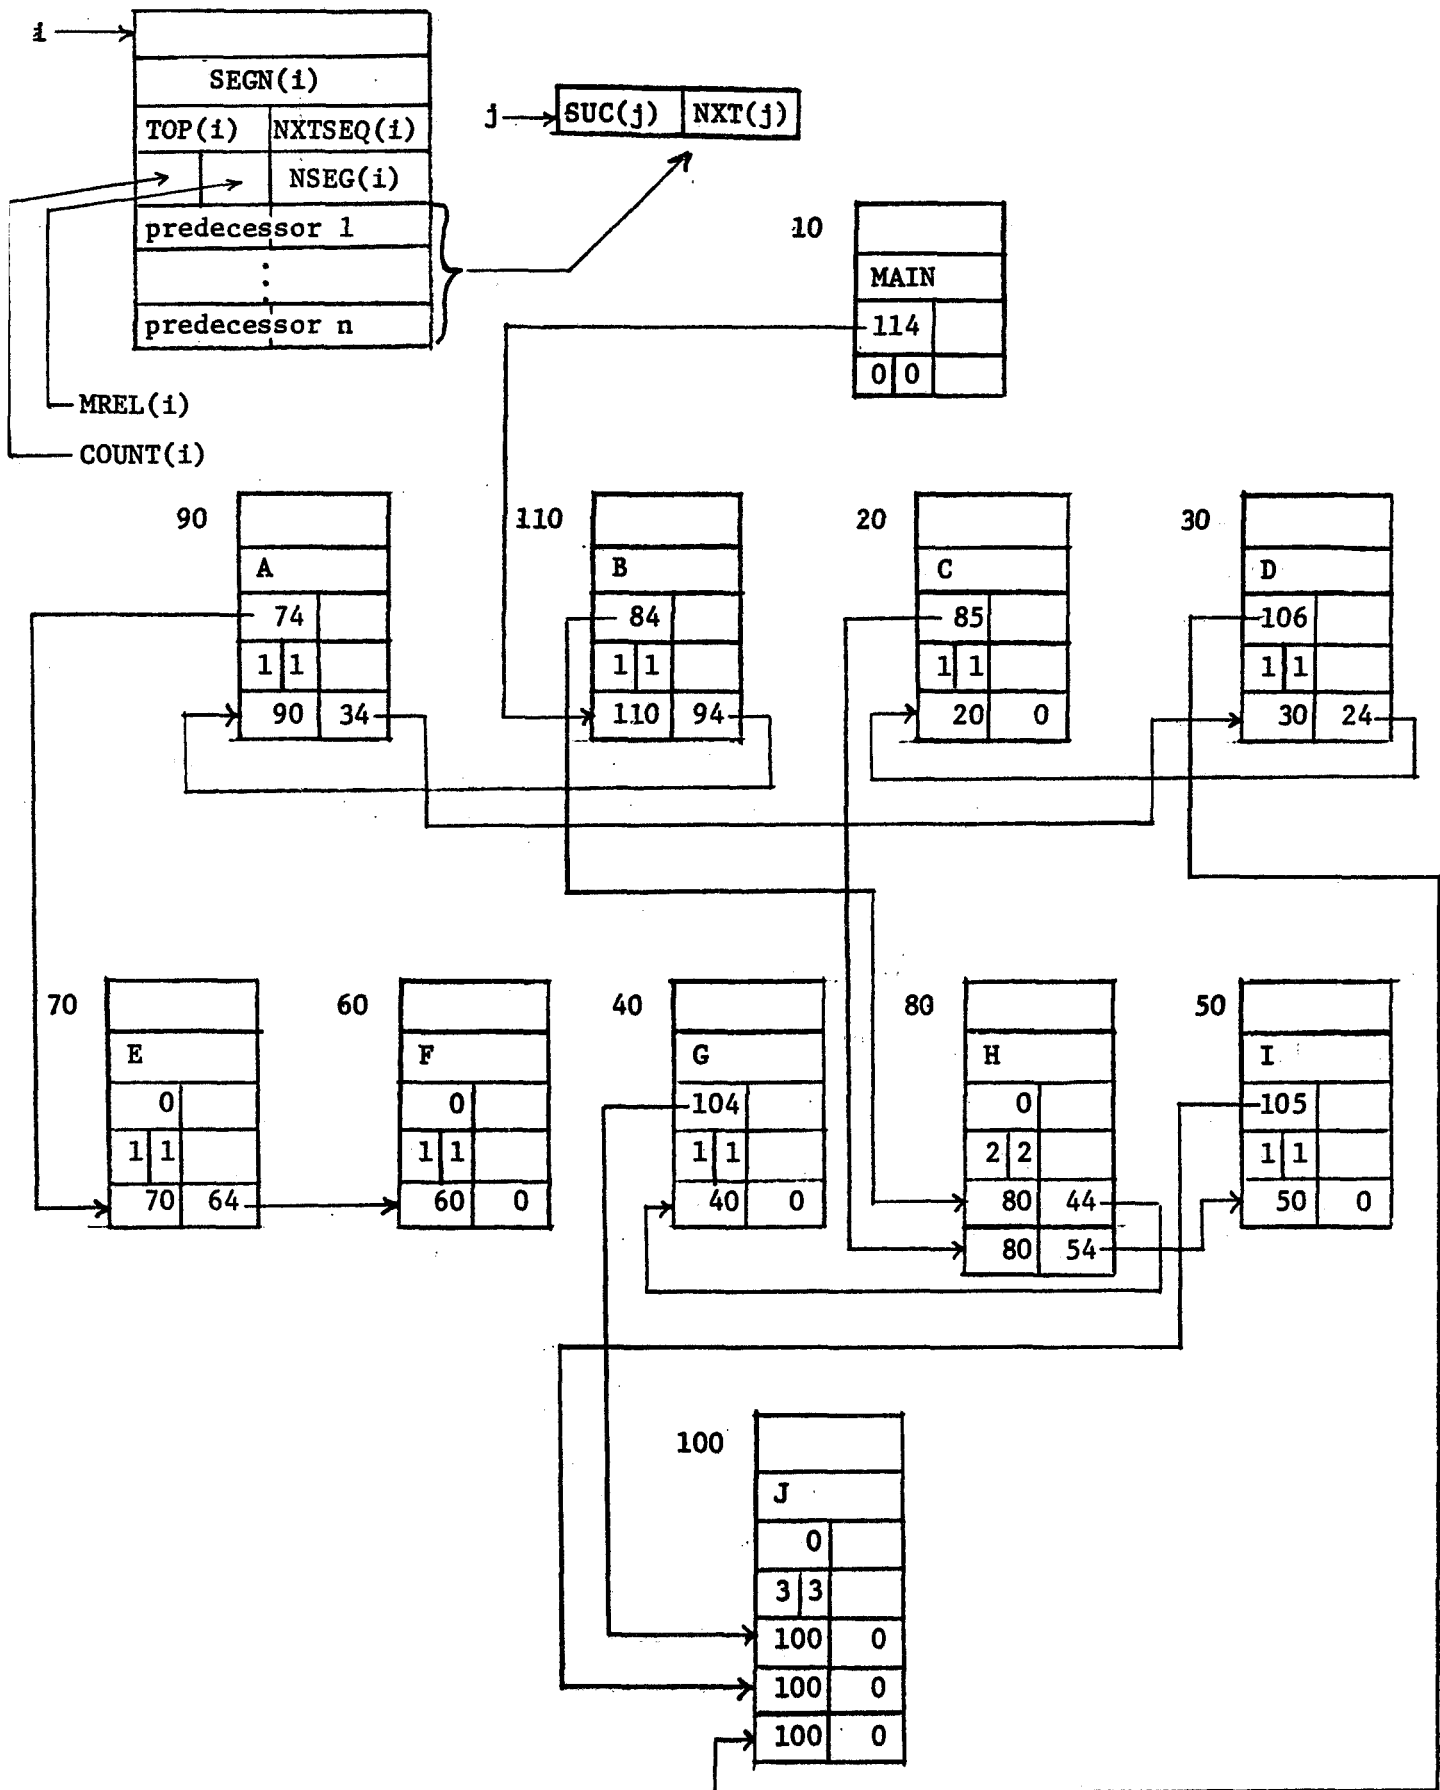 i
SEGN(i)
TOP(i) NXTSEQ(i)
NSEG(i)
predecessor 1
predecessor n
MREL(i)
COUNT(i)
j SUC(j) NXT(j)
10
MAIN
114
0 0
90
A
74
1 1
90 34
110
B
84
1 1
110 94
20
C
85
1 1
20 0
30
D
106
1 1
30 24
70
E
0
1 1
70 64
60
F
0
1 1
60 0
40
G
104
1 1
40 0
80
H
0
2 2
80 44
80 54
50
I
105
1 1
50 0
100
J
0
3 3
100 0
100 0
100 0